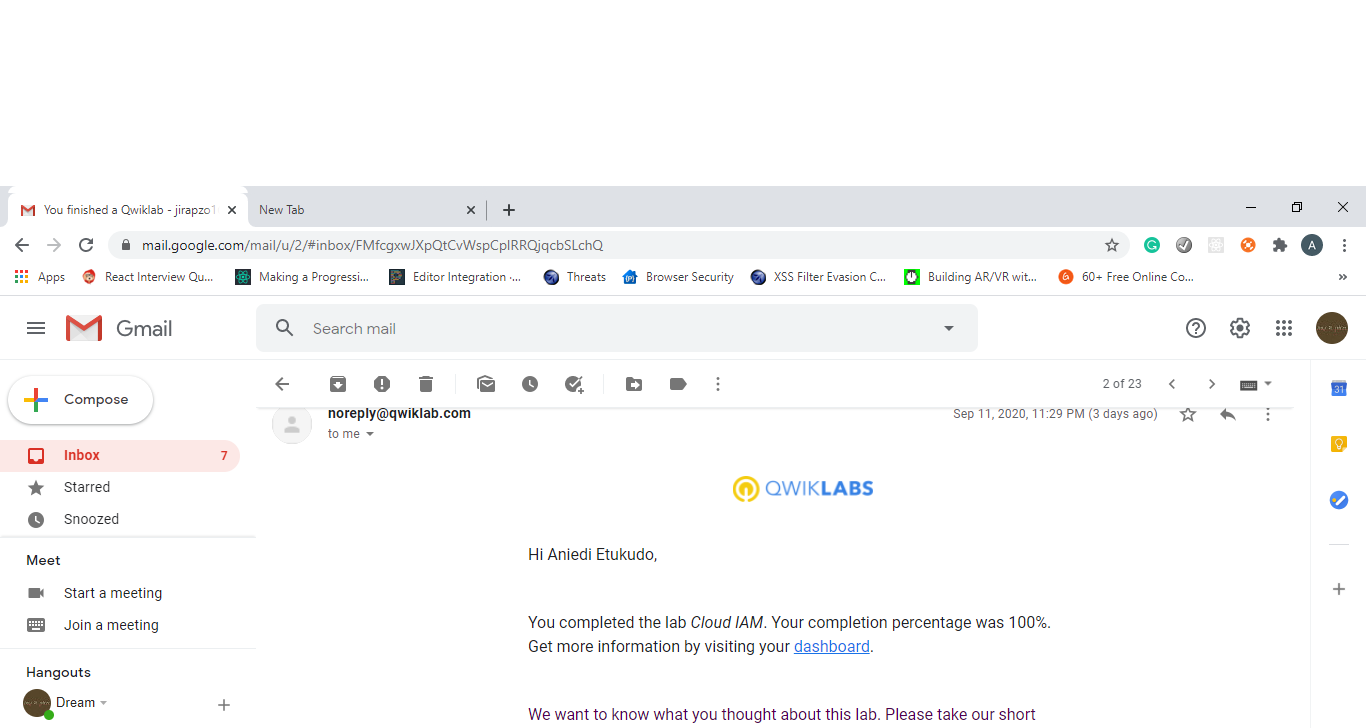 You finished a Qwiklab - jirapzo1
New Tab
mail.google.com/mail/u/2/#inbox/FMfcgxwJXpQtCvWspCplRRQjqcbSLchQ
A
Apps
React Interview Qu...
Making a Progressi...
Editor Integration ·...
Threats
Browser Security
XSS Filter Evasion C...
Building AR/VR wit...
60+ Free Online Co...
»
Gmail
Search mail
Compose
2 of 23
31
noreply@qwiklab.com
Sep 11, 2020, 11:29 PM (3 days ago)
to me
Inbox 7
Starred
Snoozed
Meet
Start a meeting
Join a meeting
Hangouts
Dream
QWIKLABS
Hi Aniedi Etukudo,
You completed the lab Cloud IAM. Your completion percentage was 100%.
Get more information by visiting your dashboard.
We want to know what you thought about this lab. Please take our short